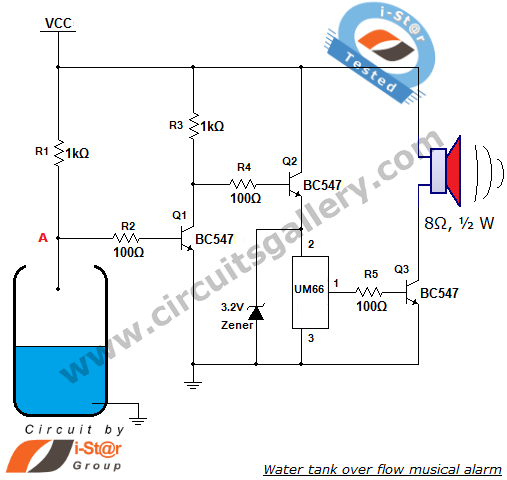 VCC
i-St@r
Tested
R1
1kΩ
R3
1kΩ
R4
100Ω
Q2
BC547
8Ω, ½ W
A
R2
100Ω
Q1
BC547
2
UM66
1
3
3.2V
Zener
R5
100Ω
Q3
BC547
www.circuitsgallery.com
Circuit by
i-St@r
Group
Water tank over flow musical alarm